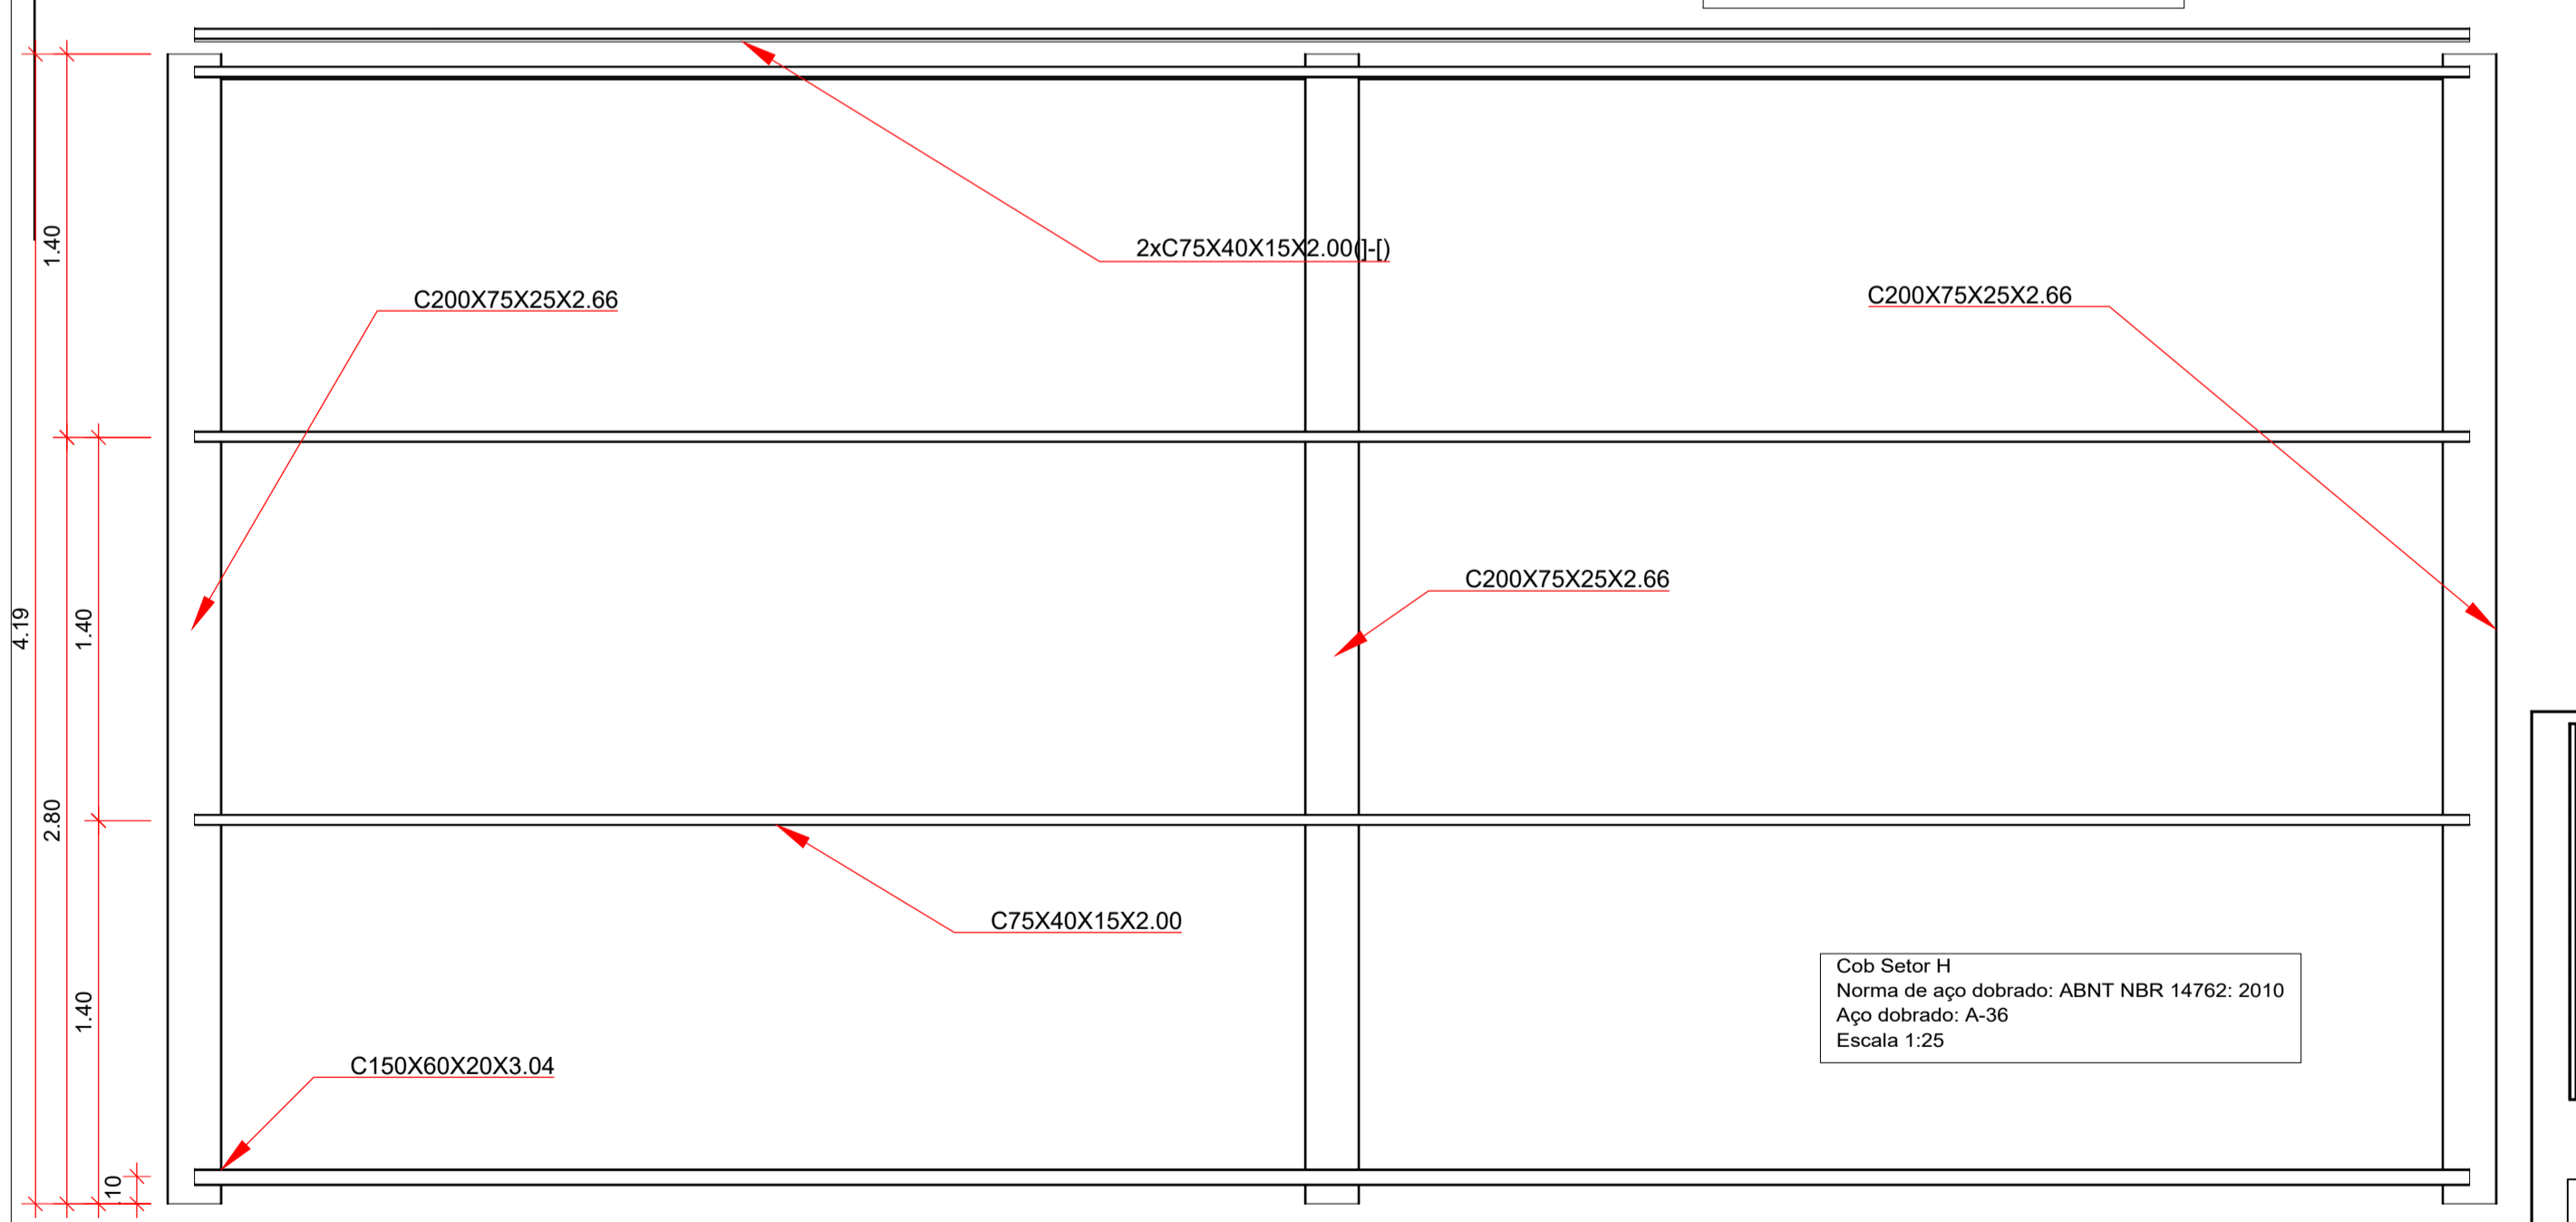 1.40
2xC75X40X15X2.00(]-[)
C200X75X25X2.66
C200X75X25X2.66
C200X75X25X2.66
4.19
1.40
2.80
C75X40X15X2.00
Cob Setor H
Norma de aço dobrado: ABNT NBR 14762: 2010
Aço dobrado: A-36
Escala 1:25
1.40
C150X60X20X3.04
.10